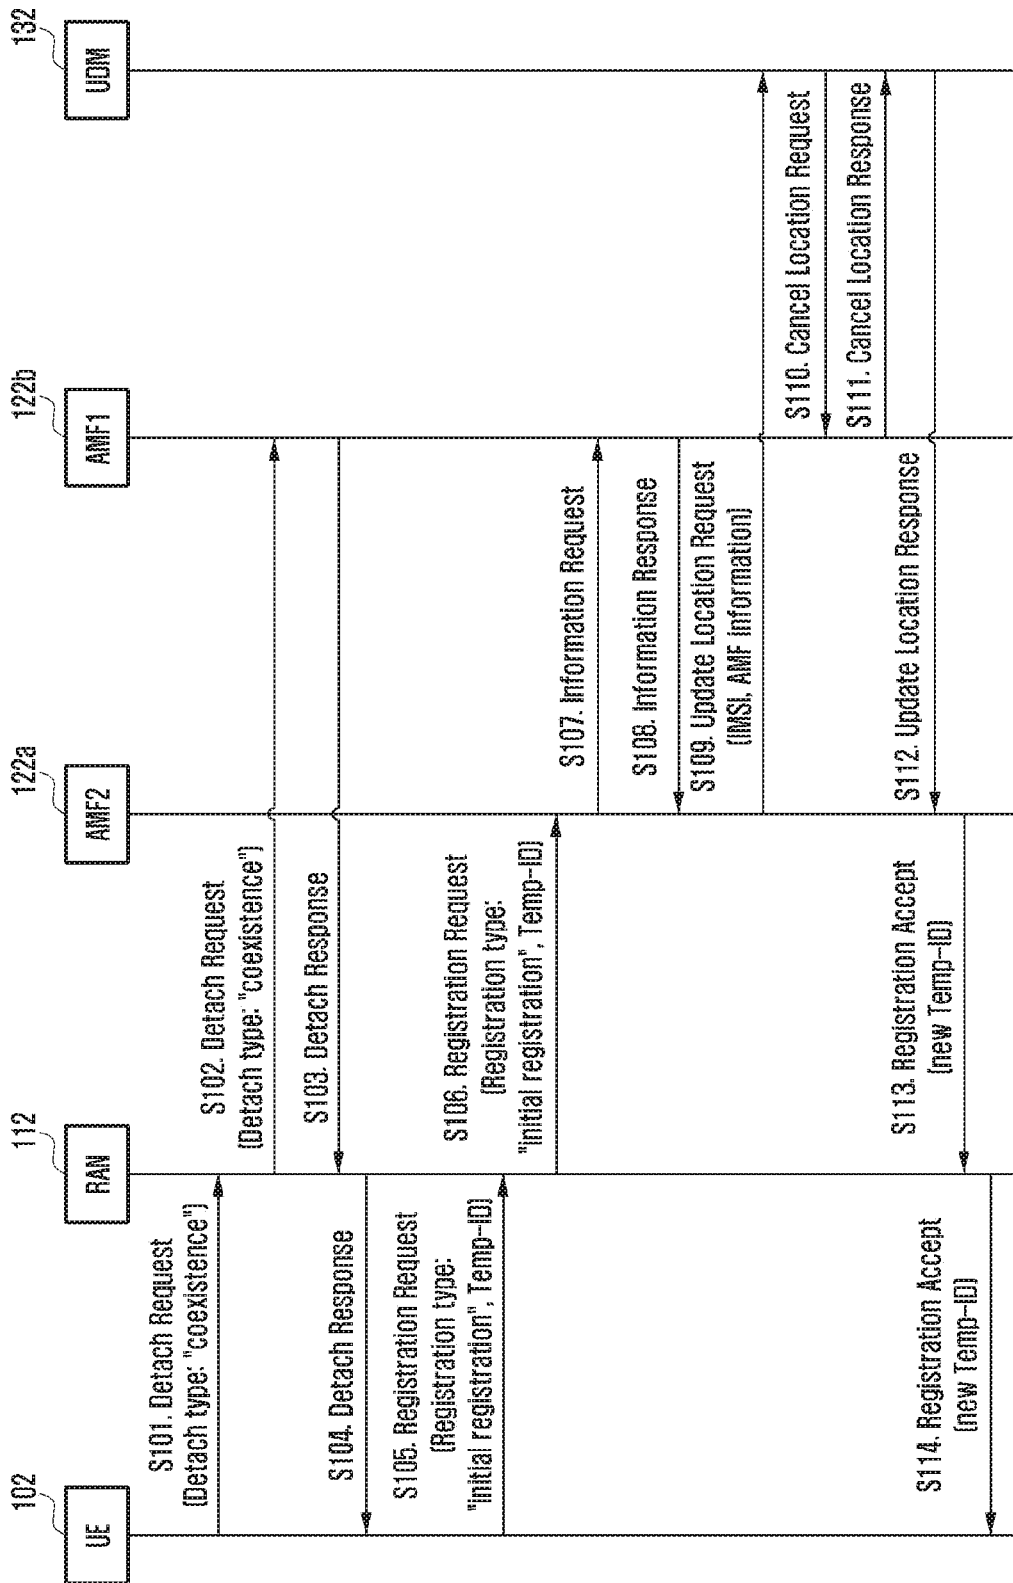 102
UE
112
RAN
122a
AMF2
122b
AMF1
132
UDM
S101. Detach Request
(Detach type: "coexistence")
S102. Detach Request
(Detach type: "coexistence")
S103. Detach Response
S104. Detach Response
S105. Registration Request
(Registration type:
"initial registration", Temp-ID)
S106. Registration Request
(Registration type:
"initial registration", Temp-ID)
S107. Information Request
S108. Information Response
S109. Update Location Request
(IMSI, AMF information)
S110. Cancel Location Request
S111. Cancel Location Response
S112. Update Location Response
S113. Registration Accept
(new Temp-ID)
S114. Registration Accept
(new Temp-ID)